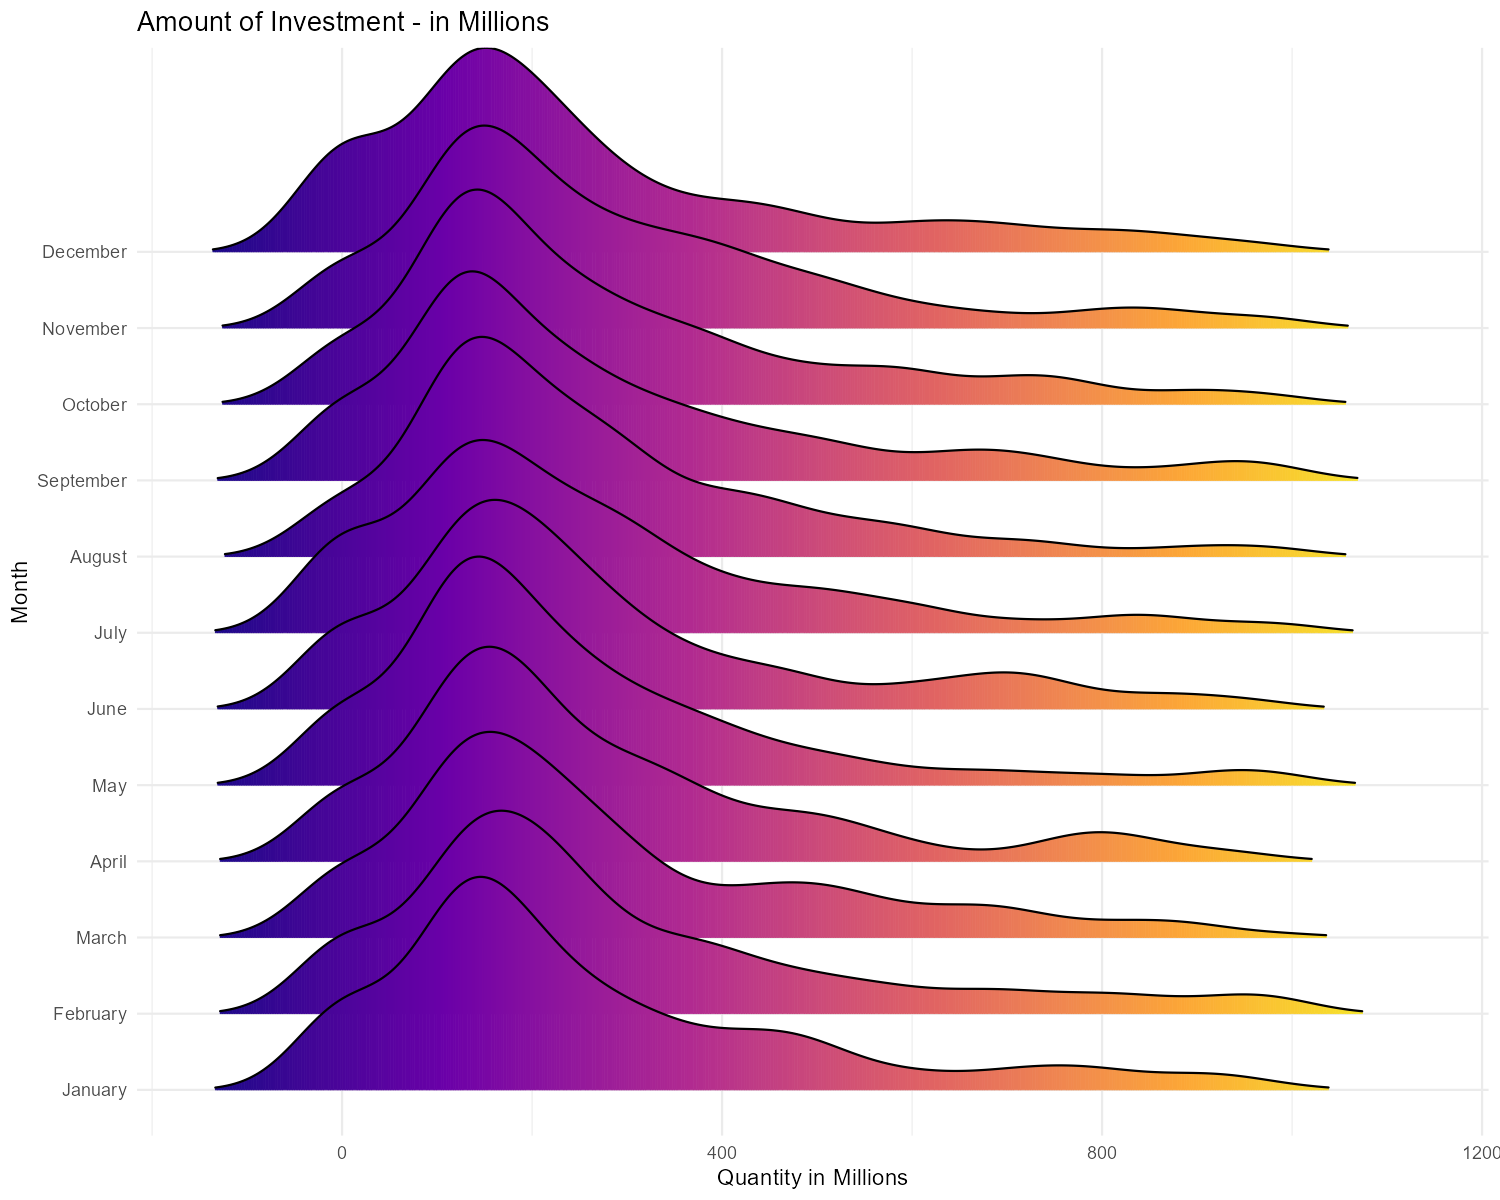 Amount of Investment - in Millions
Month
December
November
October
September
August
July
June
May
April
March
February
January
0 400 800 1200
Quantity in Millions